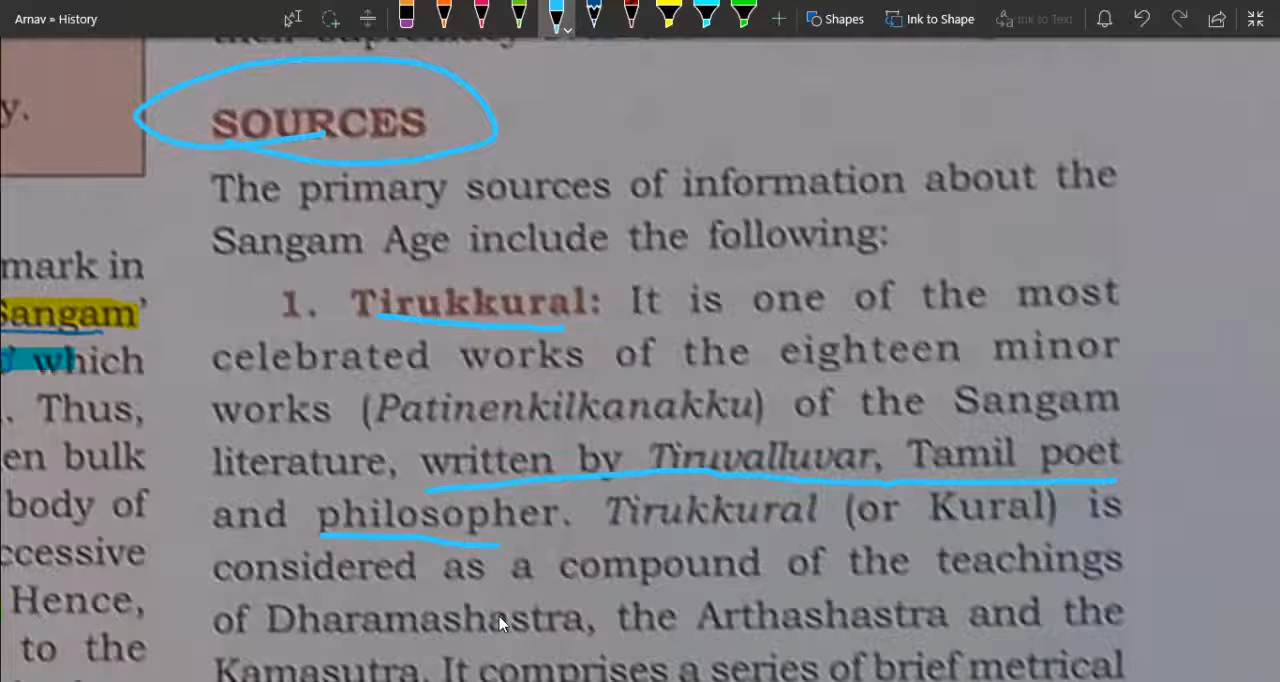 Arnav » History
Shapes
Ink to Shape
Ink to Text
y.
mark in
Sangam'
which
. Thus,
en bulk
body of
ccessive
Hence,
to the
SOURCES
The primary sources of information about the
Sangam Age include the following:
1. Tirukkural: It is one of the most
celebrated works of the eighteen minor
works (Patinenkilkanakku) of the Sangam
literature, written by Tiruvalluvar, Tamil poet
and philosopher. Tirukkural (or Kural) is
considered as a compound of the teachings
of Dharamashastra, the Arthashastra and the
Kamasutra. It comprises a series of brief metrical